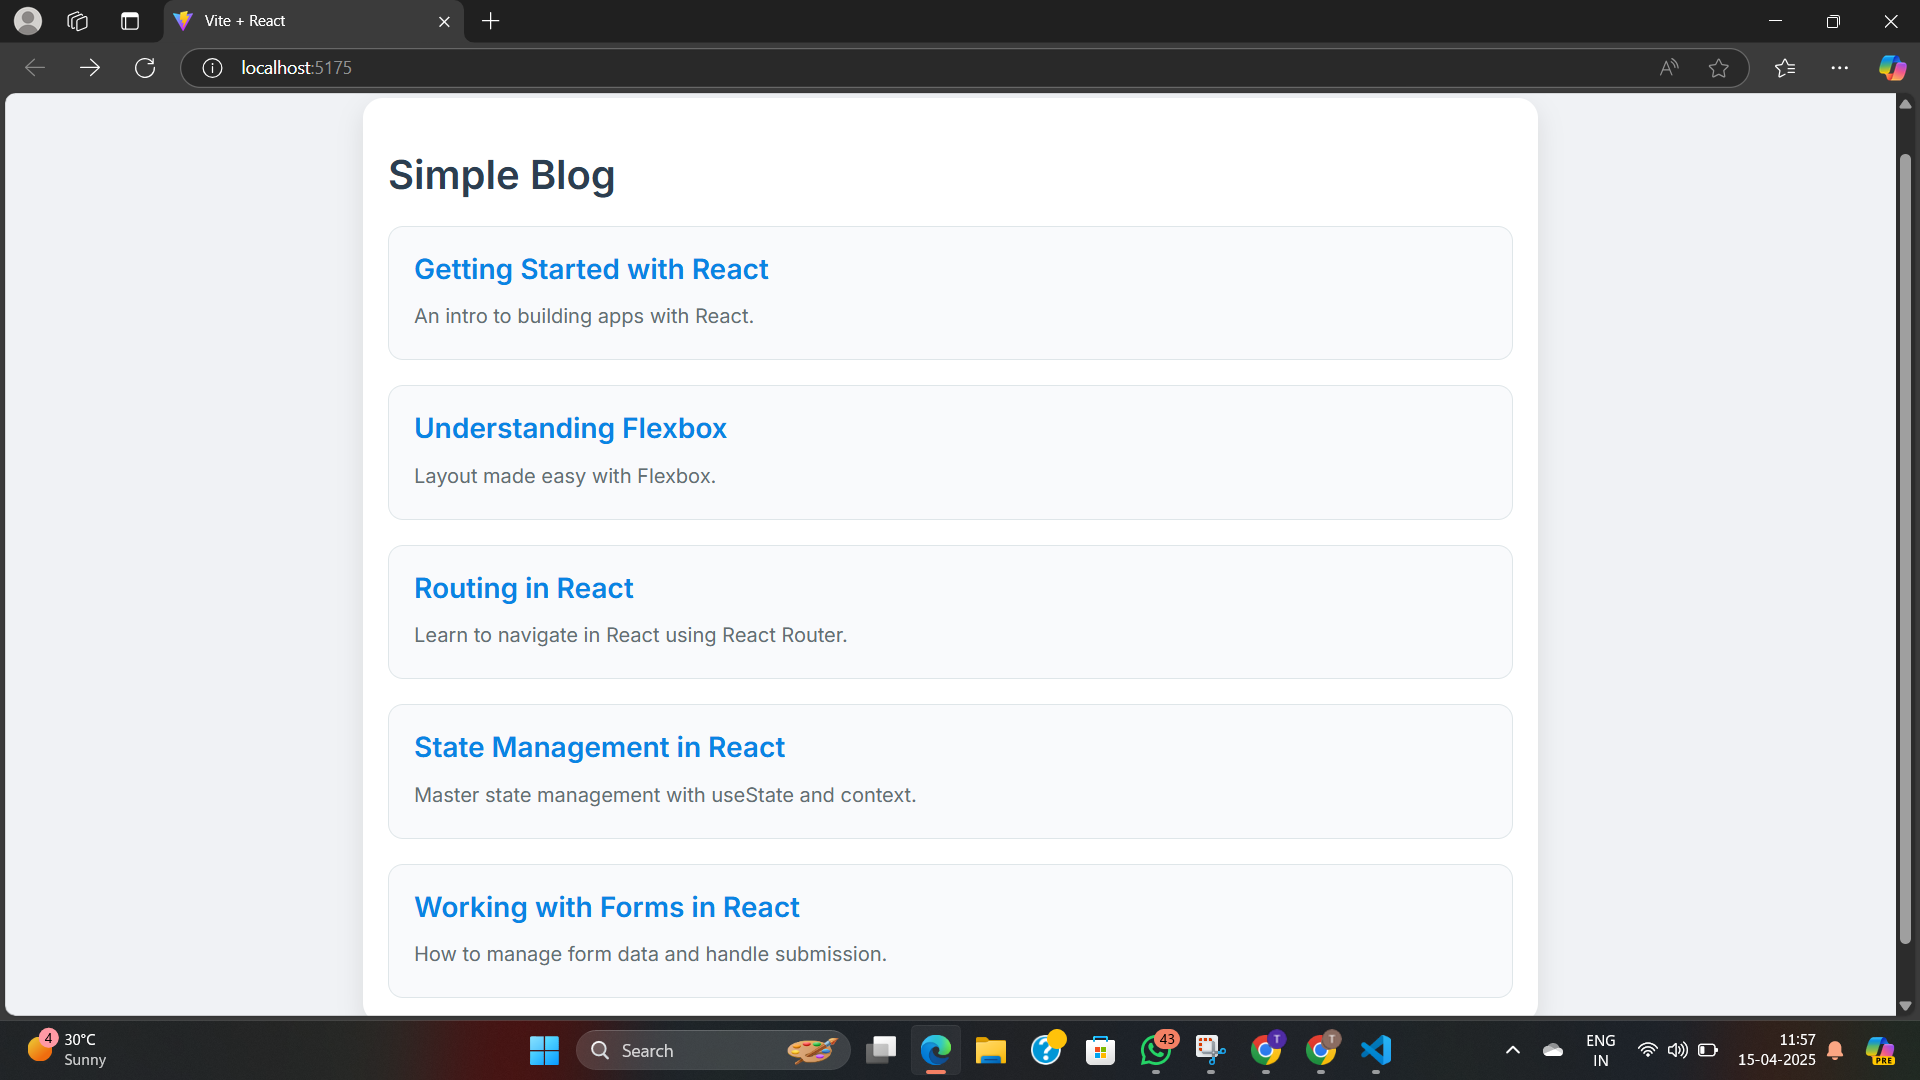 Vite + React
localhost:5175
Simple Blog
Getting Started with React
An intro to building apps with React.
Understanding Flexbox
Layout made easy with Flexbox.
Routing in React
Learn to navigate in React using React Router.
State Management in React
Master state management with useState and context.
Working with Forms in React
How to manage form data and handle submission.
4
30°C
Sunny
Search
43
T
T
ENG
IN
11:57
15-04-2025
PRE